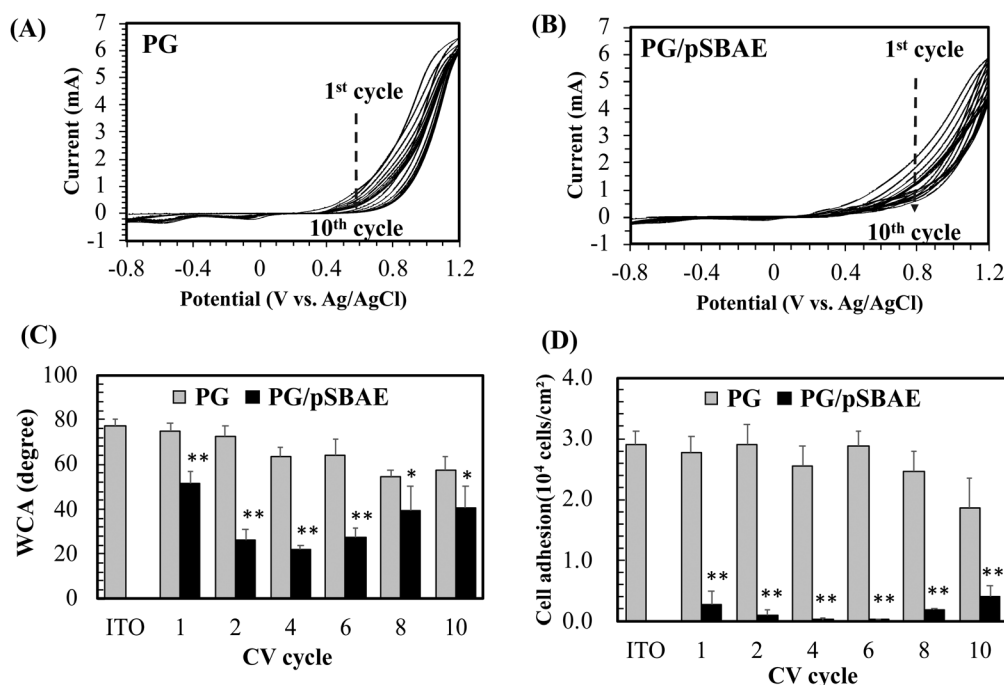 (A)
PG
1st cycle
10th cycle
Current (mA)
7
6
5
4
3
2
1
0
-1
-0.8 -0.4 0 0.4 0.8 1.2
Potential (V vs. Ag/AgCl)
(B)
PG/pSBAE
1st cycle
10th cycle
Current (mA)
7
6
5
4
3
2
1
0
-1
-0.8 -0.4 0 0.4 0.8 1.2
Potential (V vs. Ag/AgCl)
(C)
PG PG/pSBAE
WCA (degree)
100
80
60
40
20
0
** ** ** ** * *
ITO 1 2 4 6 8 10
CV cycle
(D)
PG PG/pSBAE
Cell adhesion(10⁴ cells/cm²)
4.0
3.0
2.0
1.0
0.0
** ** ** ** ** **
ITO 1 2 4 6 8 10
CV cycle